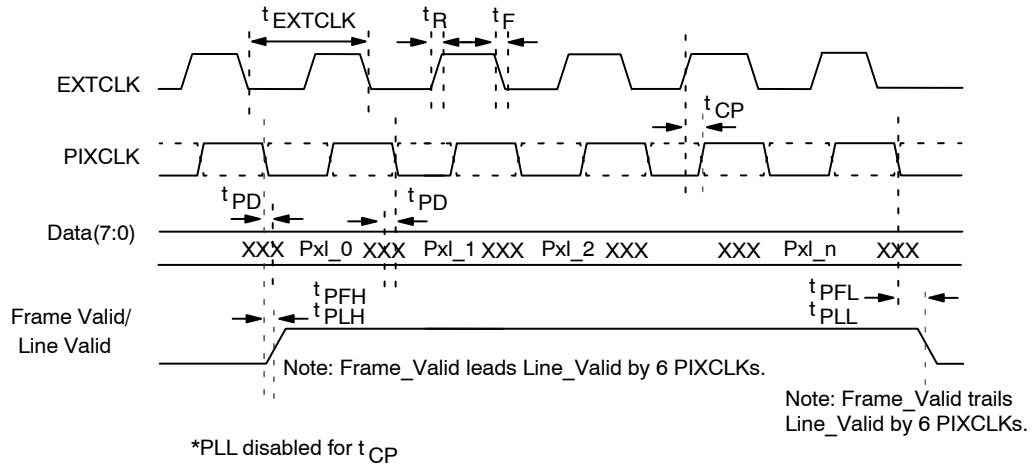 tEXTCLK tR tF
EXTCLK
tCP
PIXCLK
tPD tPD
Data(7:0)
XXX Pxl_0 XXX Pxl_1 XXX Pxl_2 XXX XXX Pxl_n XXX
tPFH tPFL
tPLH tPLL
Frame Valid/
Line Valid
Note: Frame_Valid leads Line_Valid by 6 PIXCLKs.
Note: Frame_Valid trails
Line_Valid by 6 PIXCLKs.
*PLL disabled for tCP